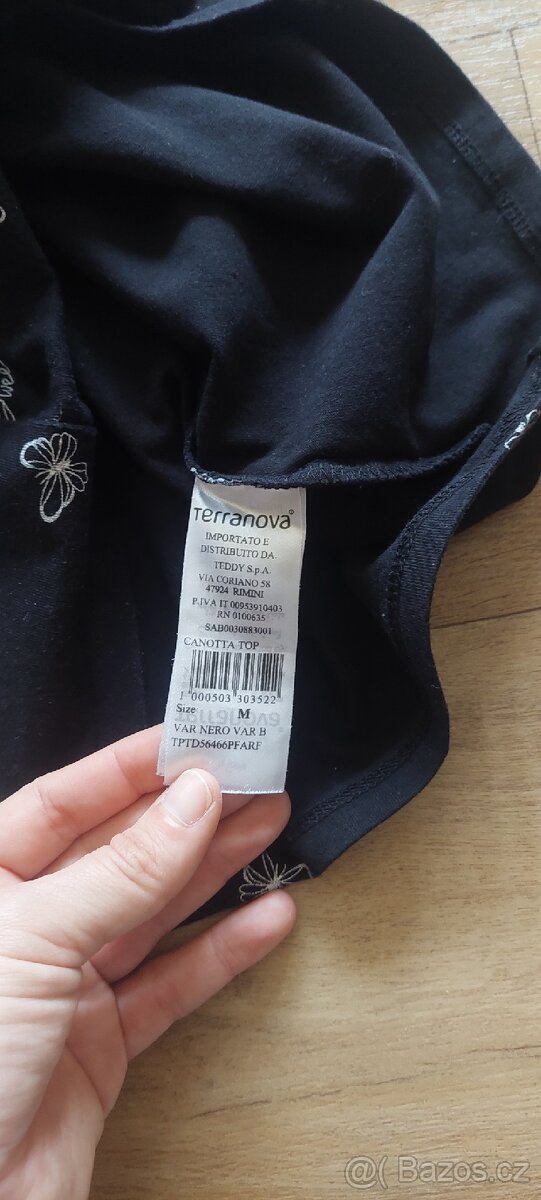 Terranova®
IMPORTATO E
DISTRIBUITO DA.
TEDDY S.p.A.
VIA CORIANO 58
47924 RIMINI
P.IVA IT 00953910403
RN 0100635
SAB0030883001
CANOTTA TOP
1 000503 303522
Size M
VAR NERO VAR B
TPTD56466PFARF
@( Bazos.cz